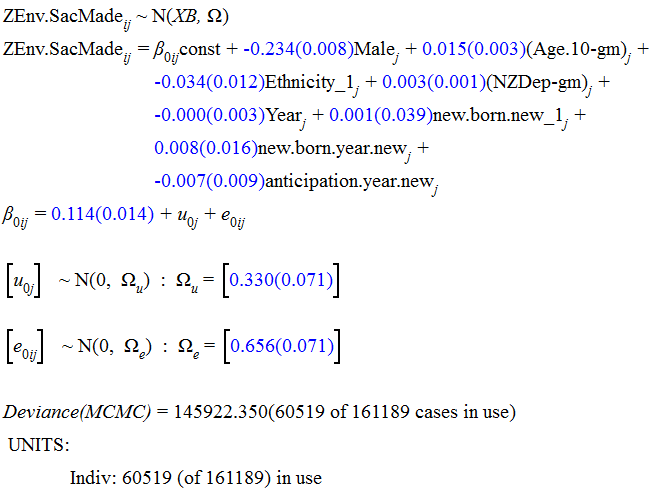 ZEnv.SacMadeij ~ N(XB, Ω)
ZEnv.SacMadeij = β0ijconst + -0.234(0.008)Malej + 0.015(0.003)(Age.10-gm)j +
-0.034(0.012)Ethnicity_1j + 0.003(0.001)(NZDep-gm)j +
-0.000(0.003)Yearj + 0.001(0.039)new.born.new_1j +
0.008(0.016)new.born.year.newj +
-0.007(0.009)anticipation.year.newj
β0ij = 0.114(0.014) + u0j + e0ij
[u0j] ~ N(0, Ωu) : Ωu = [0.330(0.071)]
[e0ij] ~ N(0, Ωe) : Ωe = [0.656(0.071)]
Deviance(MCMC) = 145922.350(60519 of 161189 cases in use)
UNITS:
Indiv: 60519 (of 161189) in use